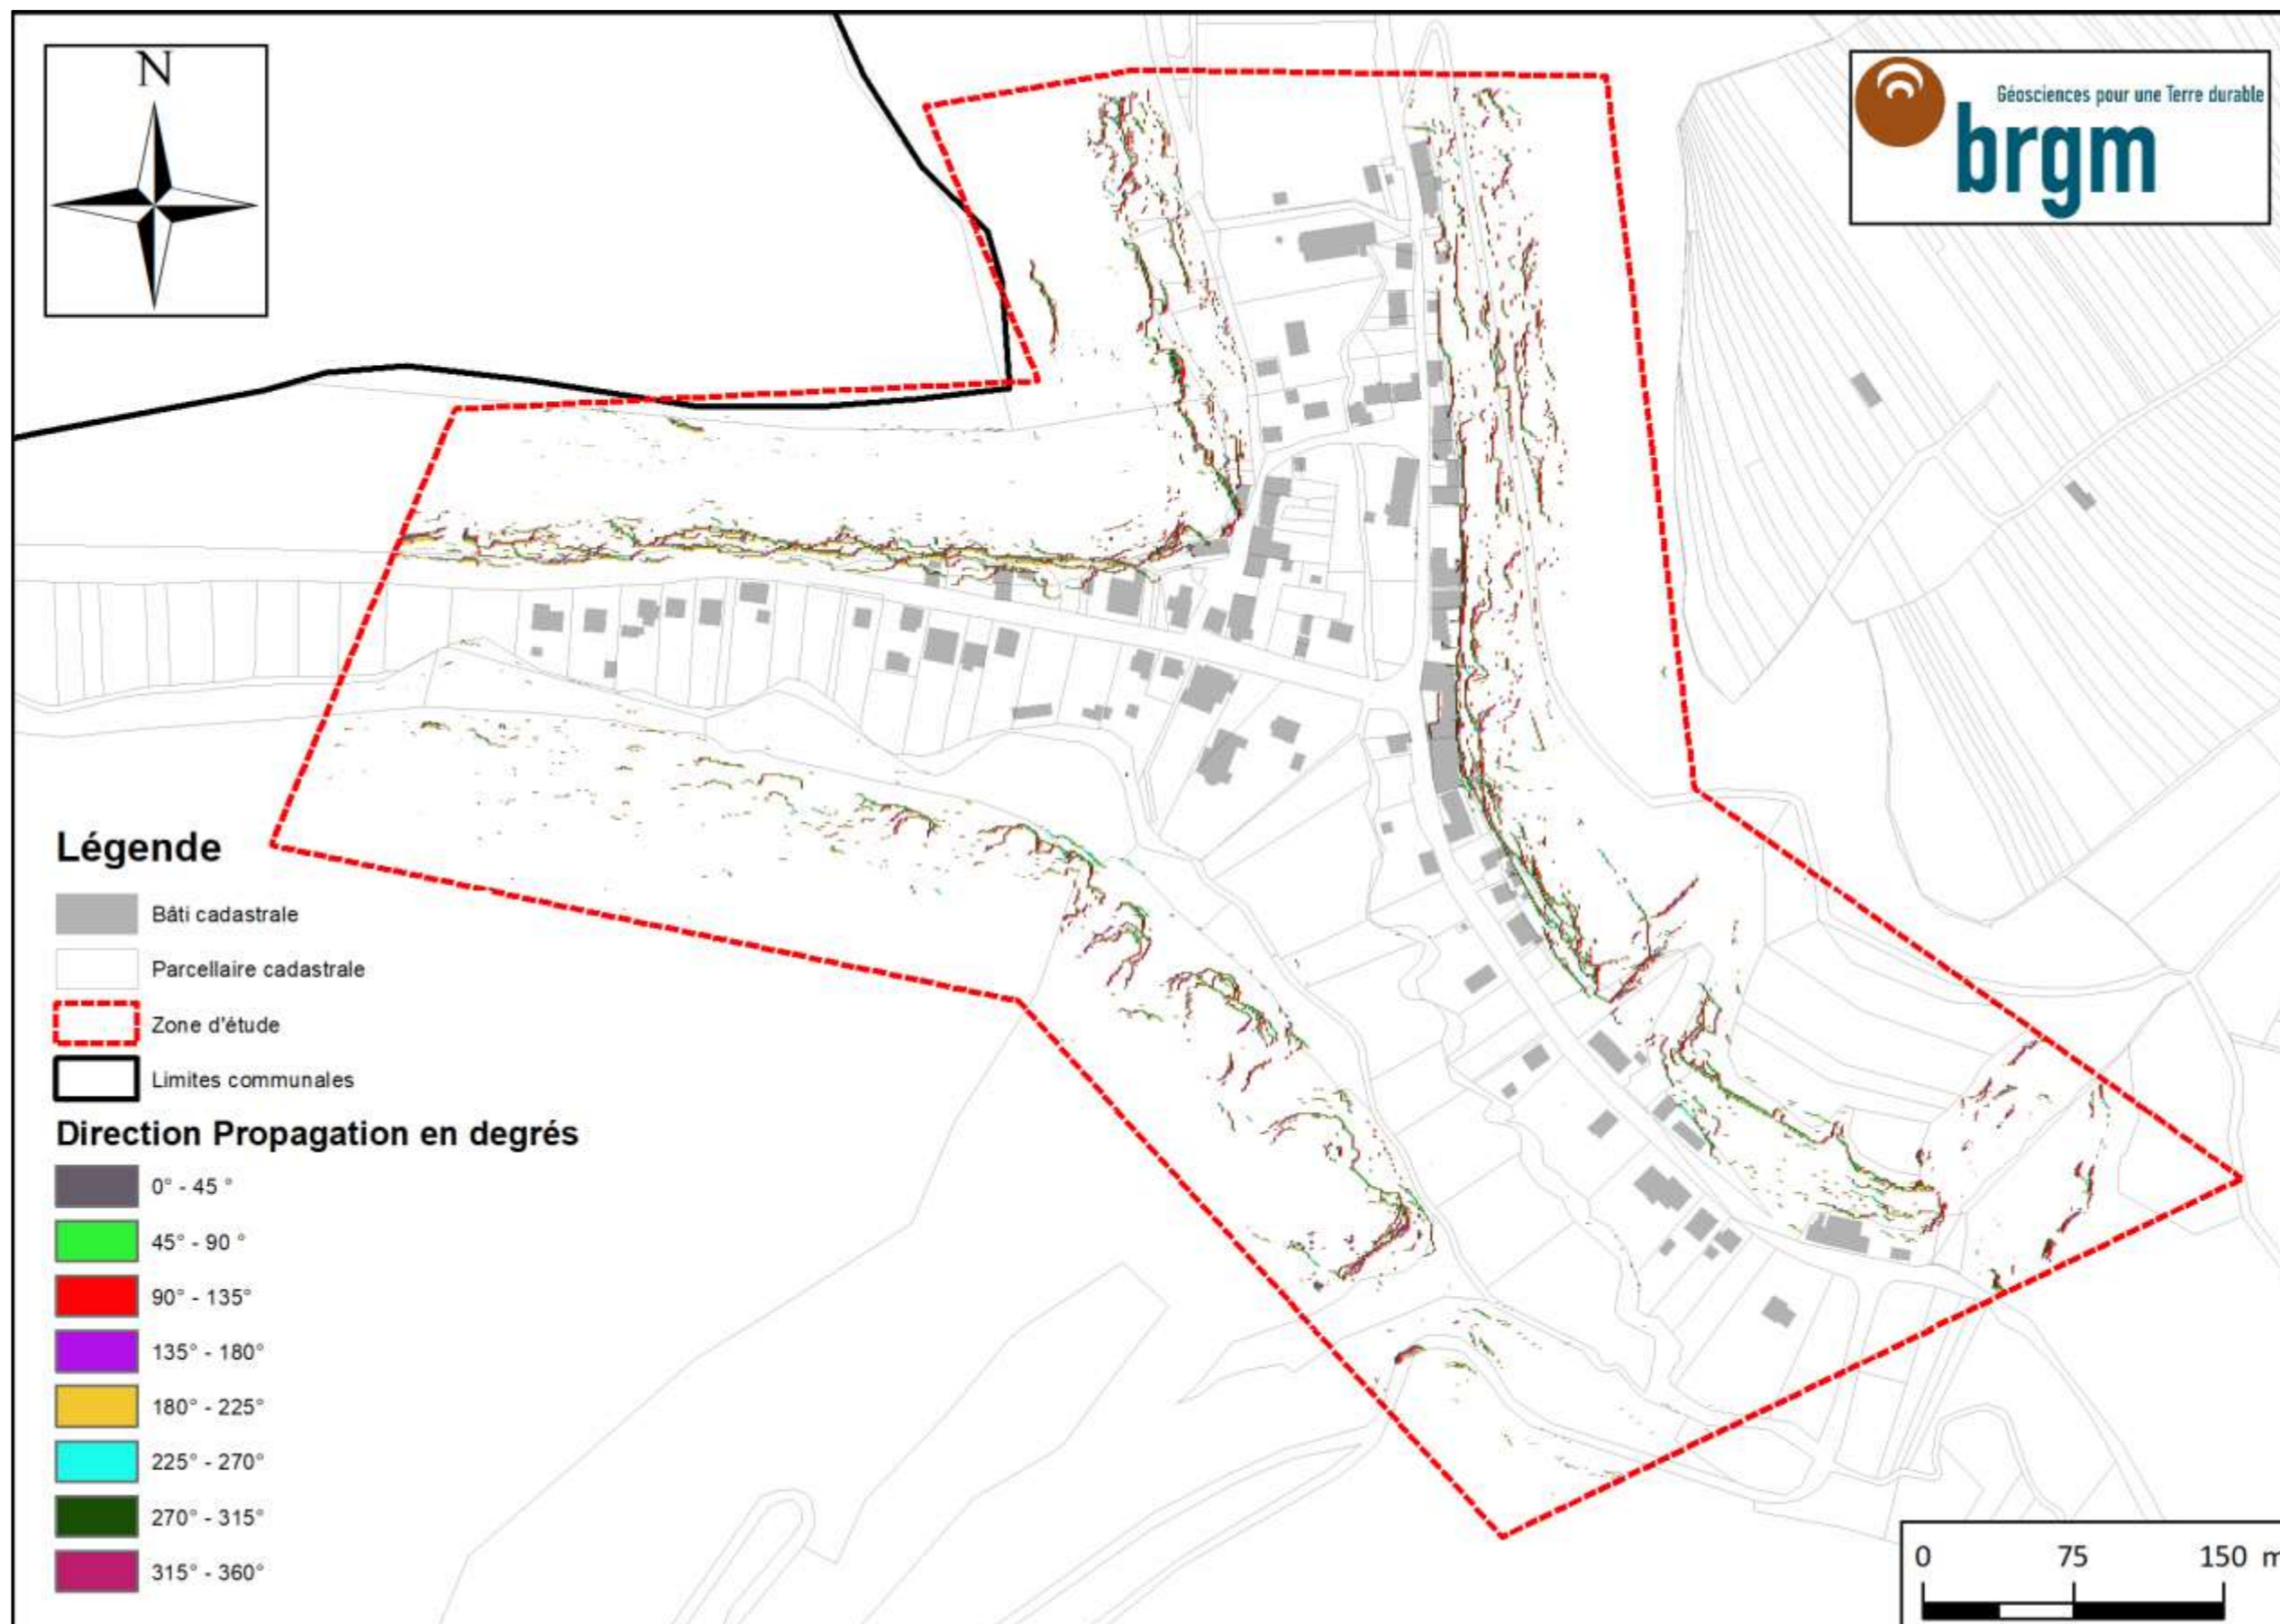 N
Géosciences pour une Terre durable
brgm
Légende
Bâti cadastrale
Parcellaire cadastrale
Zone d'étude
Limites communales
Direction Propagation en degrés
0° - 45 °
45° - 90 °
90° - 135°
135° - 180°
180° - 225°
225° - 270°
270° - 315°
315° - 360°
0 75 150 m